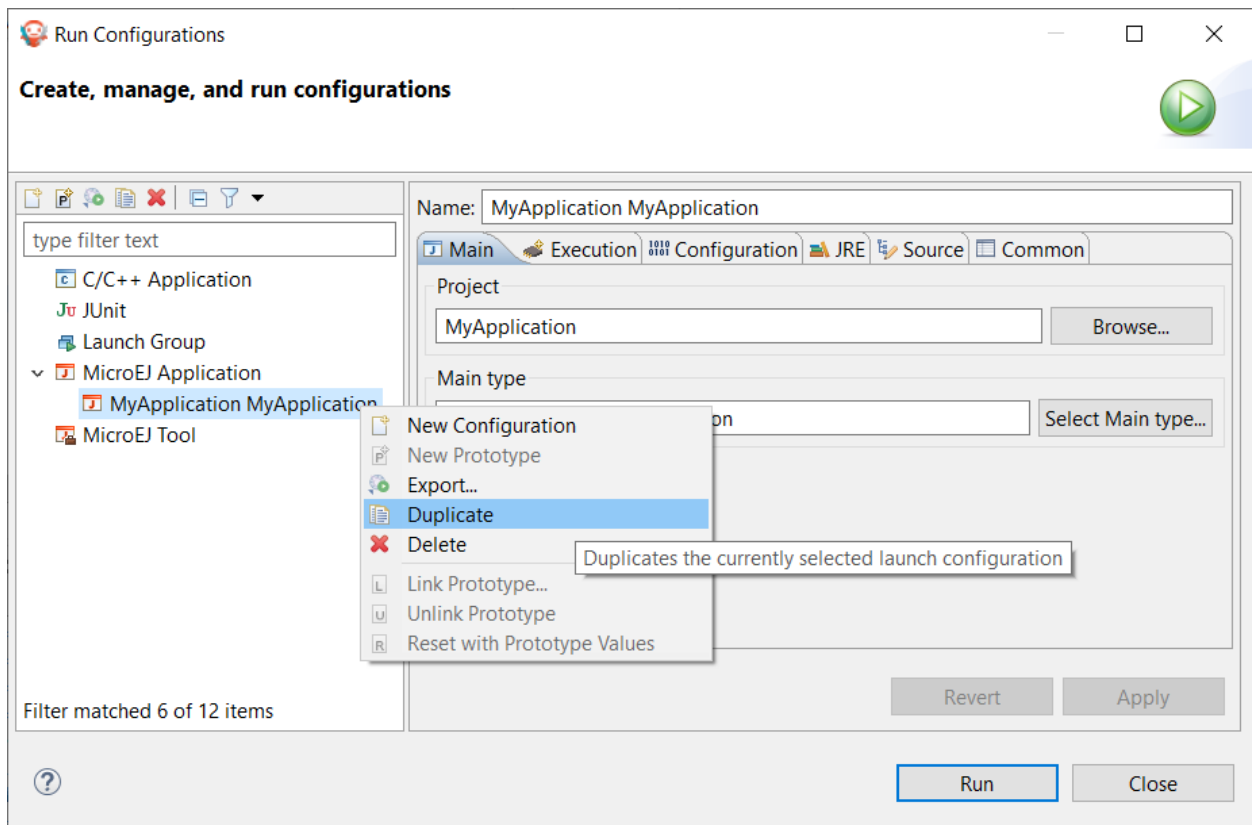 Run Configurations
Create, manage, and run configurations
type filter text
C/C++ Application
JUnit
Launch Group
MicroEJ Application
MyApplication MyApplication
MicroEJ Tool
Filter matched 6 of 12 items
Name: MyApplication MyApplication
Main Execution Configuration JRE Source Common
Project
MyApplication Browse...
Main type
on Select Main type...
New Configuration
New Prototype
Export...
Duplicate
Delete
Duplicates the currently selected launch configuration
Link Prototype...
Unlink Prototype
Reset with Prototype Values
Revert Apply
Run Close